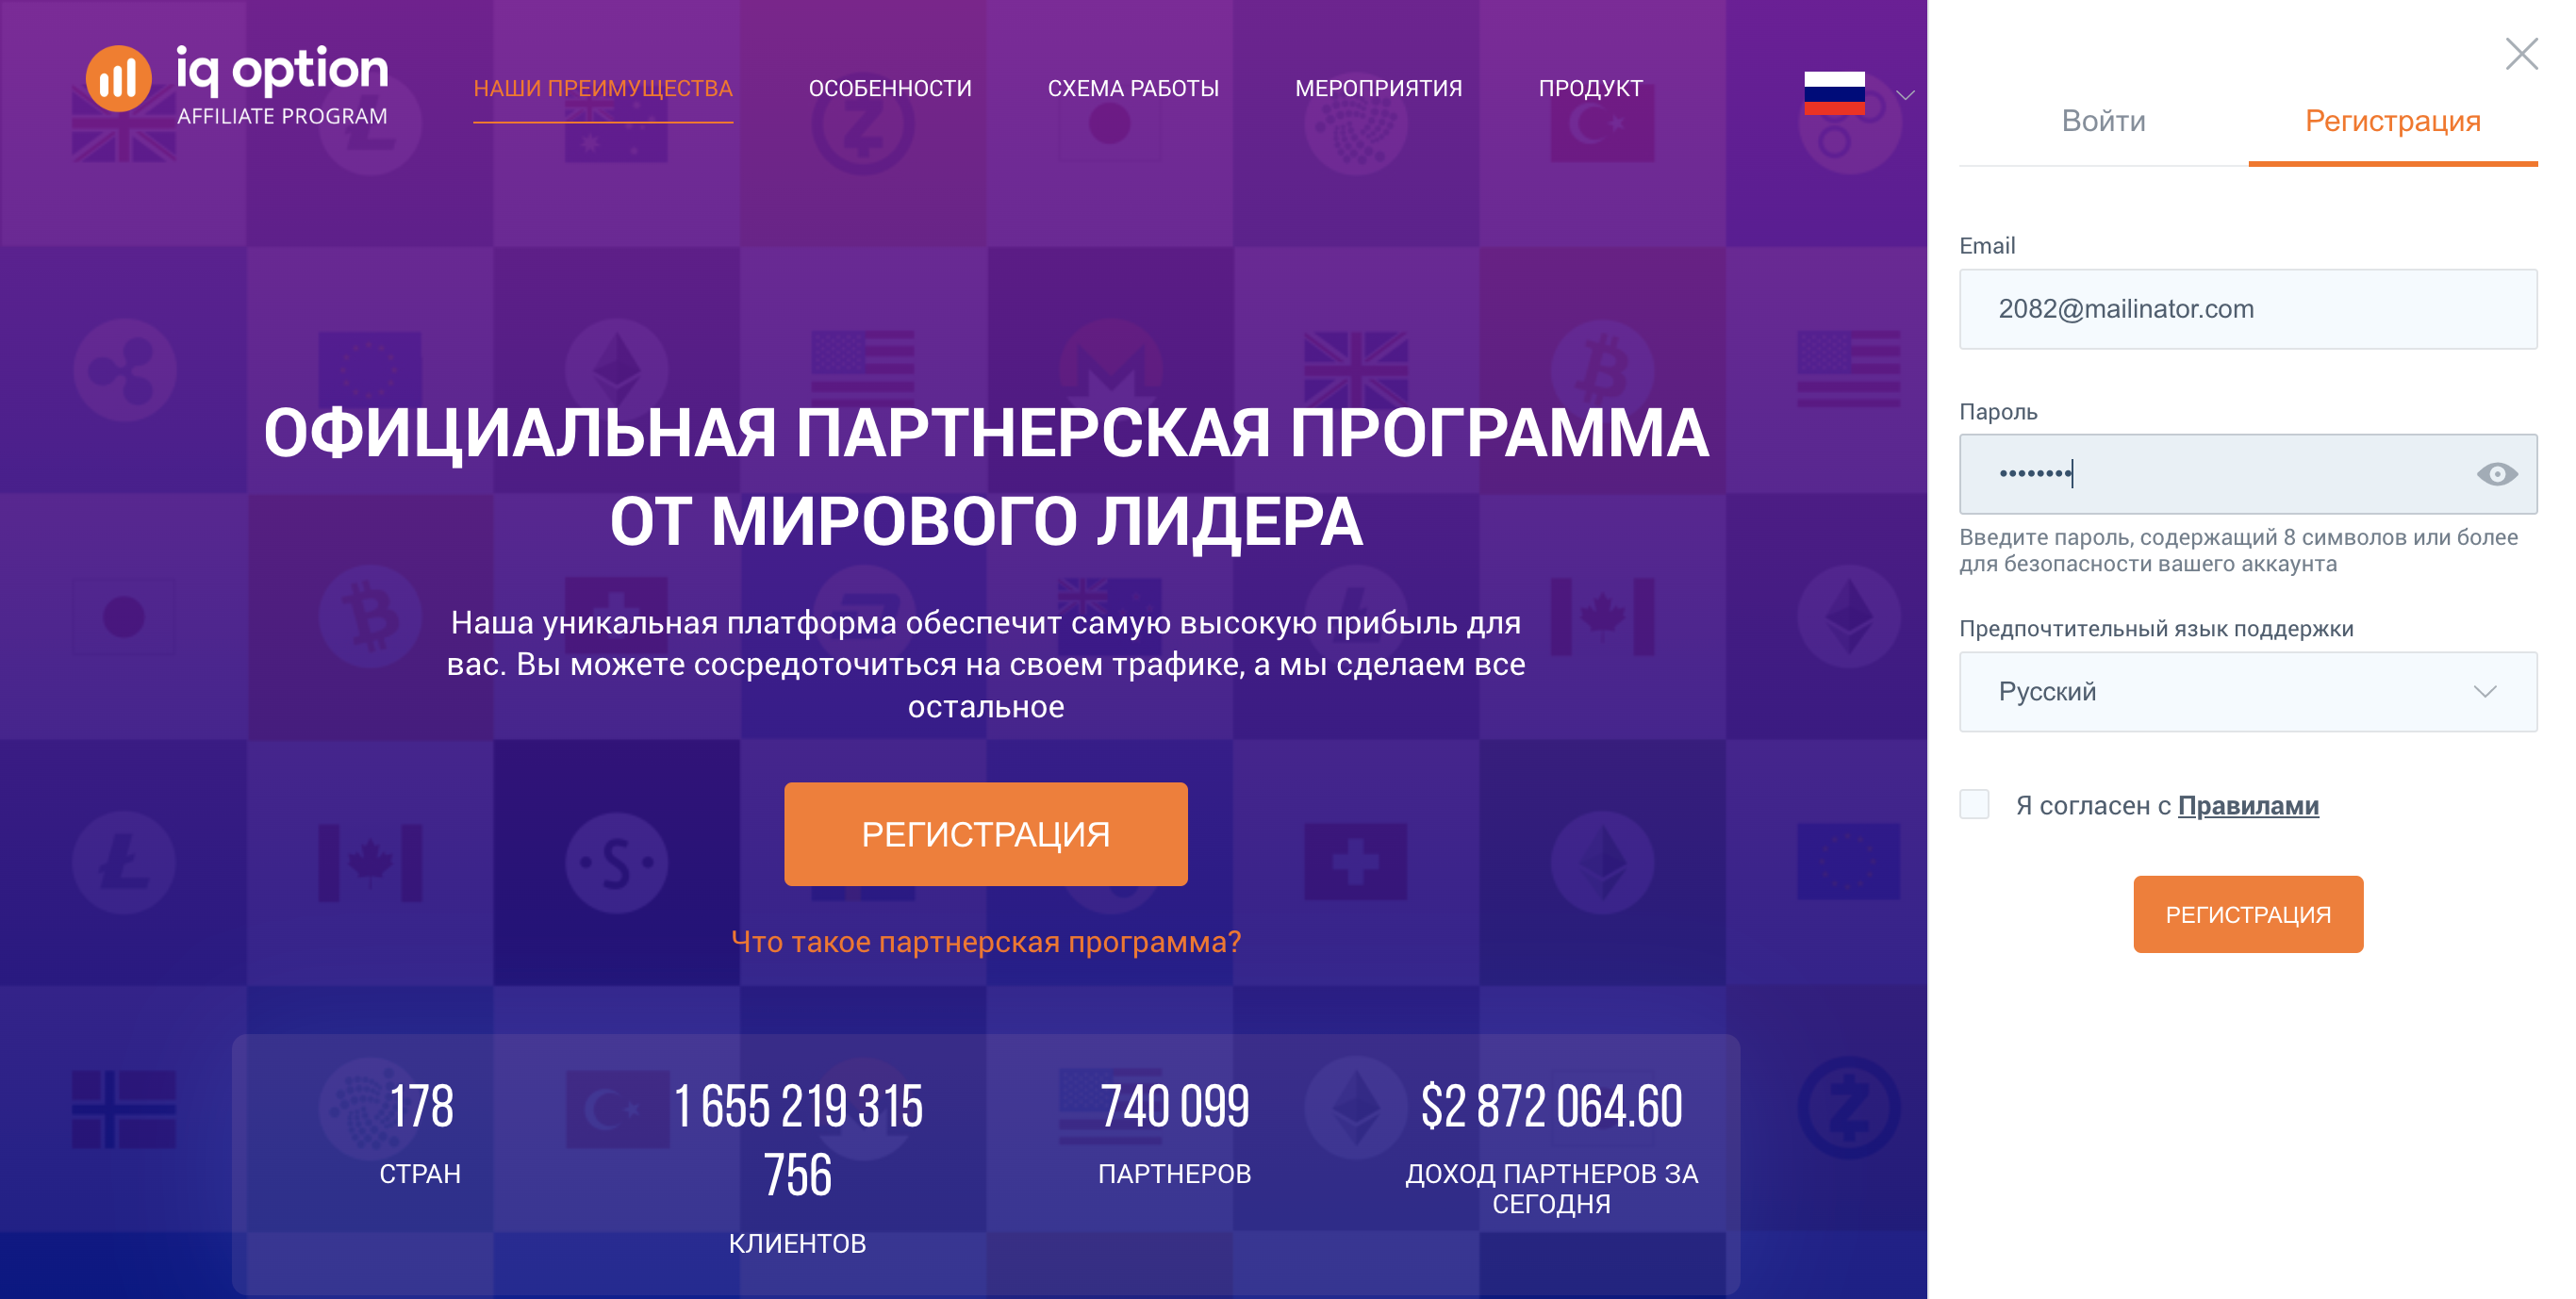 iq option
AFFILIATE PROGRAM
НАШИ ПРЕИМУЩЕСТВА
ОСОБЕННОСТИ
СХЕМА РАБОТЫ
МЕРОПРИЯТИЯ
ПРОДУКТ
ОФИЦИАЛЬНАЯ ПАРТНЕРСКАЯ ПРОГРАММА
ОТ МИРОВОГО ЛИДЕРА
Наша уникальная платформа обеспечит самую высокую прибыль для
вас. Вы можете сосредоточиться на своем трафике, а мы сделаем все
остальное
РЕГИСТРАЦИЯ
Что такое партнерская программа?
178
СТРАН
1 655 219 315
756
КЛИЕНТОВ
740 099
ПАРТНЕРОВ
$2 872 064.60
ДОХОД ПАРТНЕРОВ ЗА
СЕГОДНЯ
Войти
Регистрация
Email
2082@mailinator.com
Пароль
••••••••
Введите пароль, содержащий 8 символов или более
для безопасности вашего аккаунта
Предпочтительный язык поддержки
Русский
Я согласен с Правилами
РЕГИСТРАЦИЯ